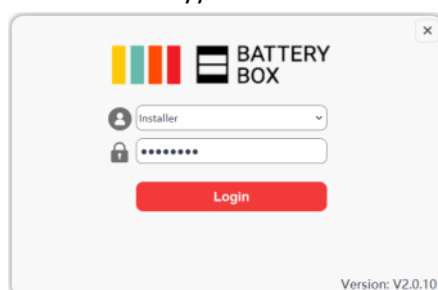 BATTERY
BOX
Installer
••••••••
Login
Version: V2.0.10